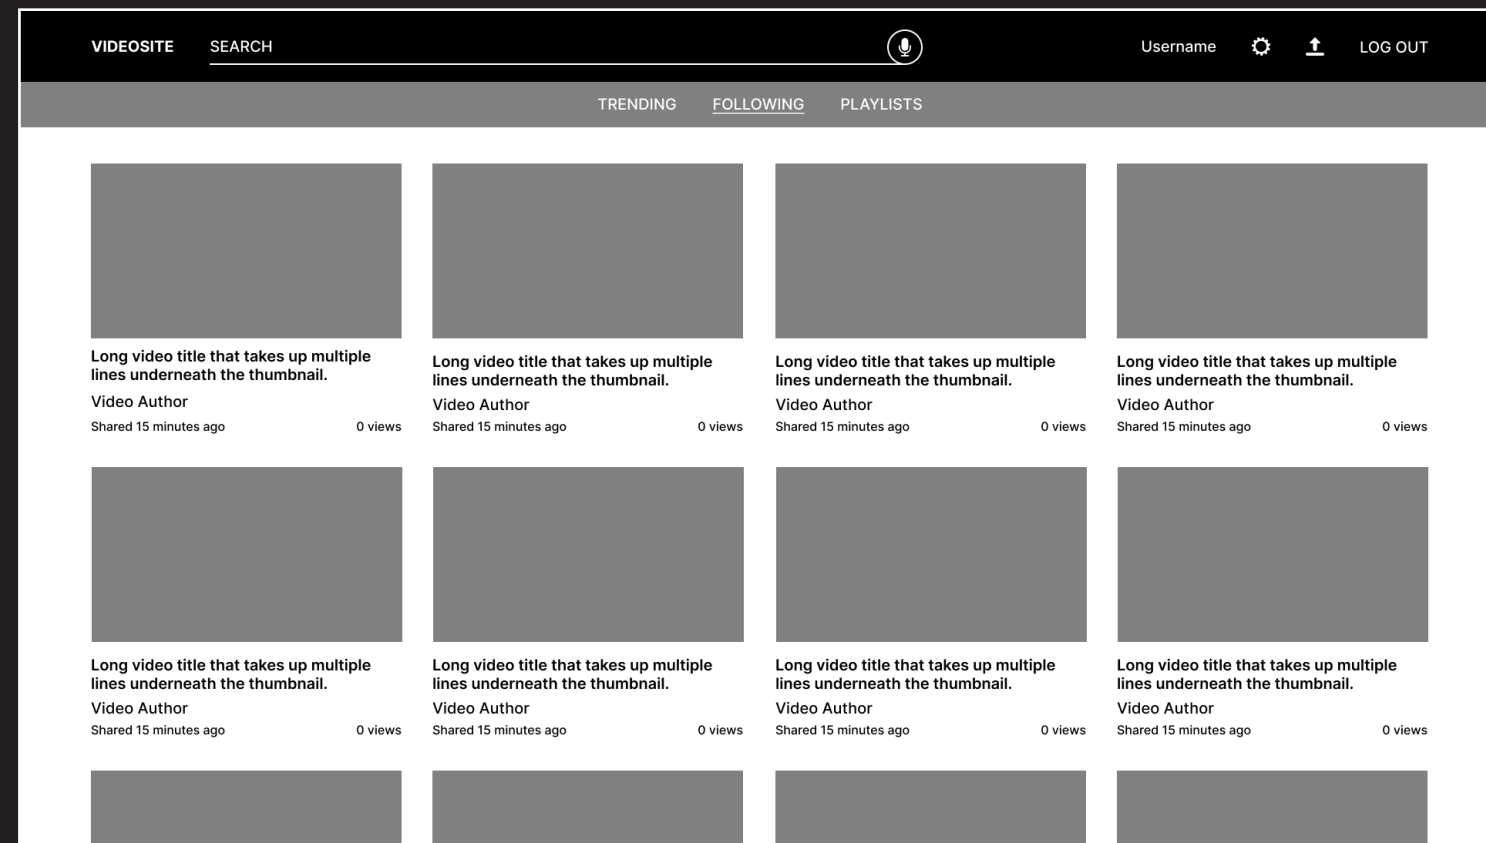 VIDEOSITE SEARCH Username LOG OUT
TRENDING FOLLOWING PLAYLISTS
Long video title that takes up multiple
lines underneath the thumbnail.
Video Author
Shared 15 minutes ago 0 views
Long video title that takes up multiple
lines underneath the thumbnail.
Video Author
Shared 15 minutes ago 0 views
Long video title that takes up multiple
lines underneath the thumbnail.
Video Author
Shared 15 minutes ago 0 views
Long video title that takes up multiple
lines underneath the thumbnail.
Video Author
Shared 15 minutes ago 0 views
Long video title that takes up multiple
lines underneath the thumbnail.
Video Author
Shared 15 minutes ago 0 views
Long video title that takes up multiple
lines underneath the thumbnail.
Video Author
Shared 15 minutes ago 0 views
Long video title that takes up multiple
lines underneath the thumbnail.
Video Author
Shared 15 minutes ago 0 views
Long video title that takes up multiple
lines underneath the thumbnail.
Video Author
Shared 15 minutes ago 0 views